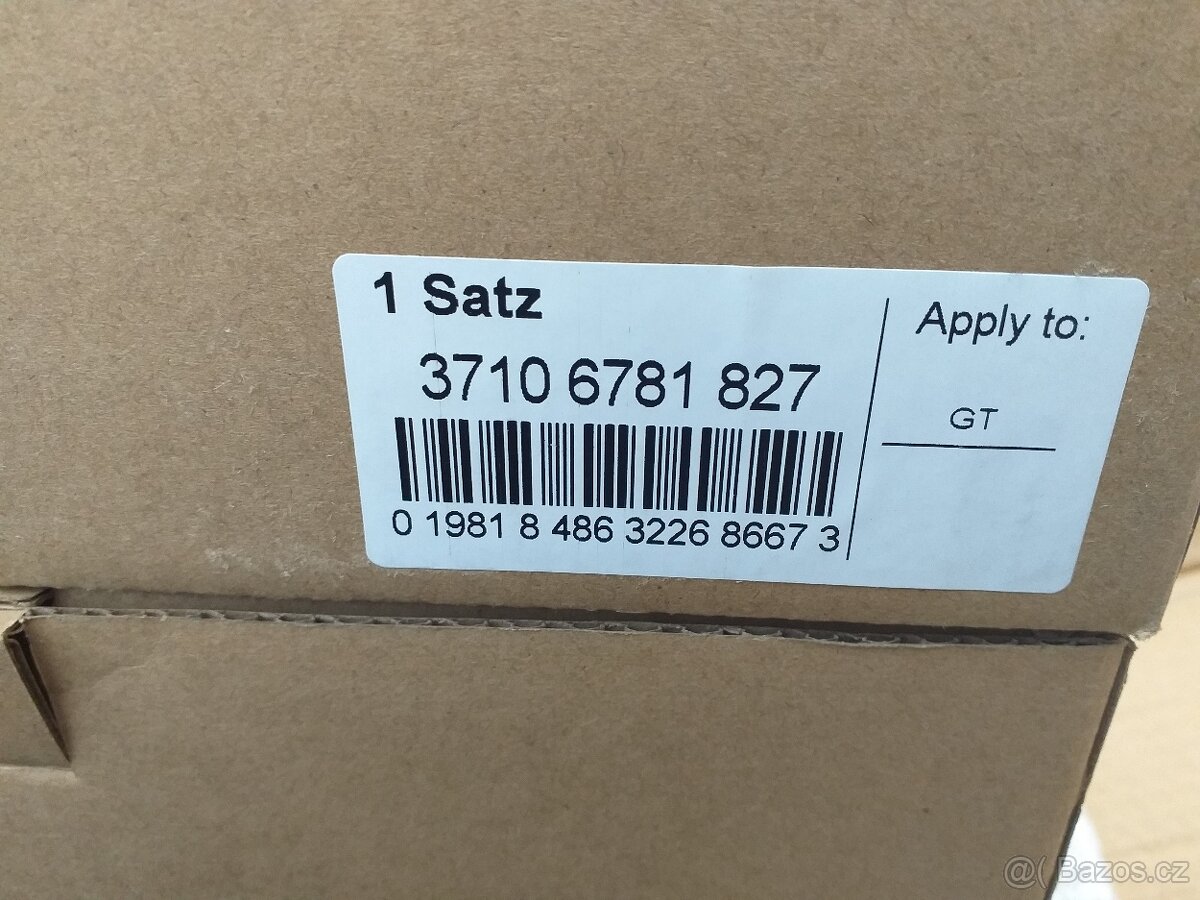 1 Satz
3710 6781 827
0 1981 8 486 3226 8667 3
Apply to:
GT
@( Bazos.cz